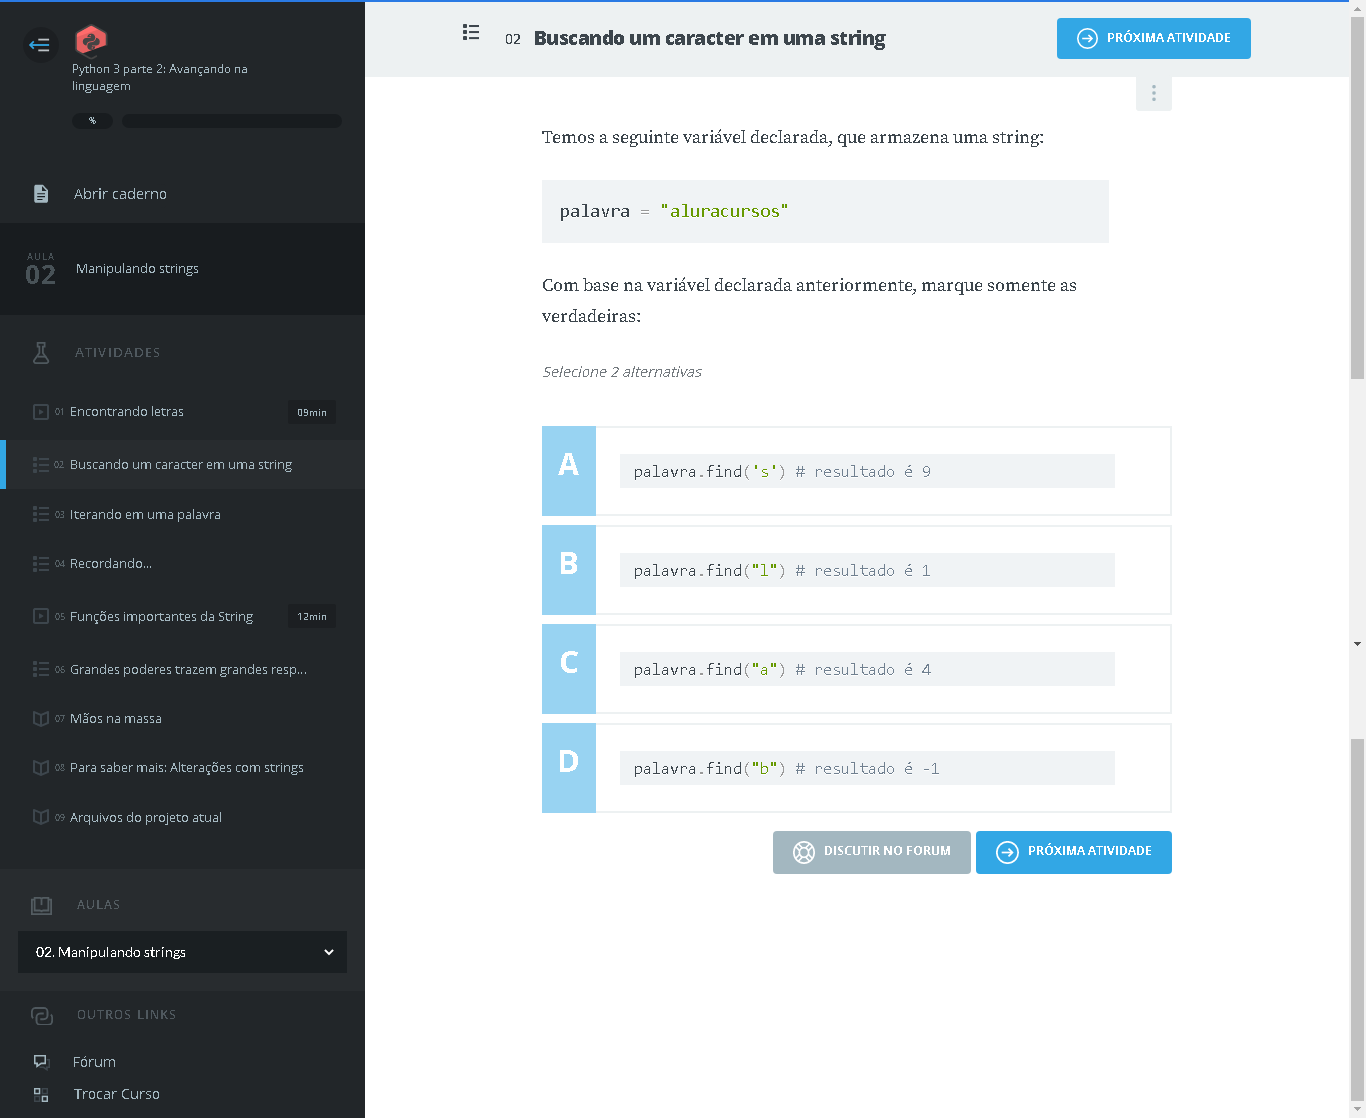 Python 3 parte 2: Avançando na
linguagem
%
Abrir caderno
AULA
02
Manipulando strings
ATIVIDADES
01 Encontrando letras 09min
02 Buscando um caracter em uma string
03 Iterando em uma palavra
04 Recordando...
05 Funções importantes da String 12min
06 Grandes poderes trazem grandes resp...
07 Mãos na massa
08 Para saber mais: Alterações com strings
09 Arquivos do projeto atual
AULAS
02. Manipulando strings
OUTROS LINKS
Fórum
Trocar Curso
02 Buscando um caracter em uma string
PRÓXIMA ATIVIDADE
Temos a seguinte variável declarada, que armazena uma string:
palavra = "aluracursos"
Com base na variável declarada anteriormente, marque somente as
verdadeiras:
Selecione 2 alternativas
A palavra.find('s') # resultado é 9
B palavra.find("l") # resultado é 1
C palavra.find("a") # resultado é 4
D palavra.find("b") # resultado é -1
DISCUTIR NO FORUM
PRÓXIMA ATIVIDADE